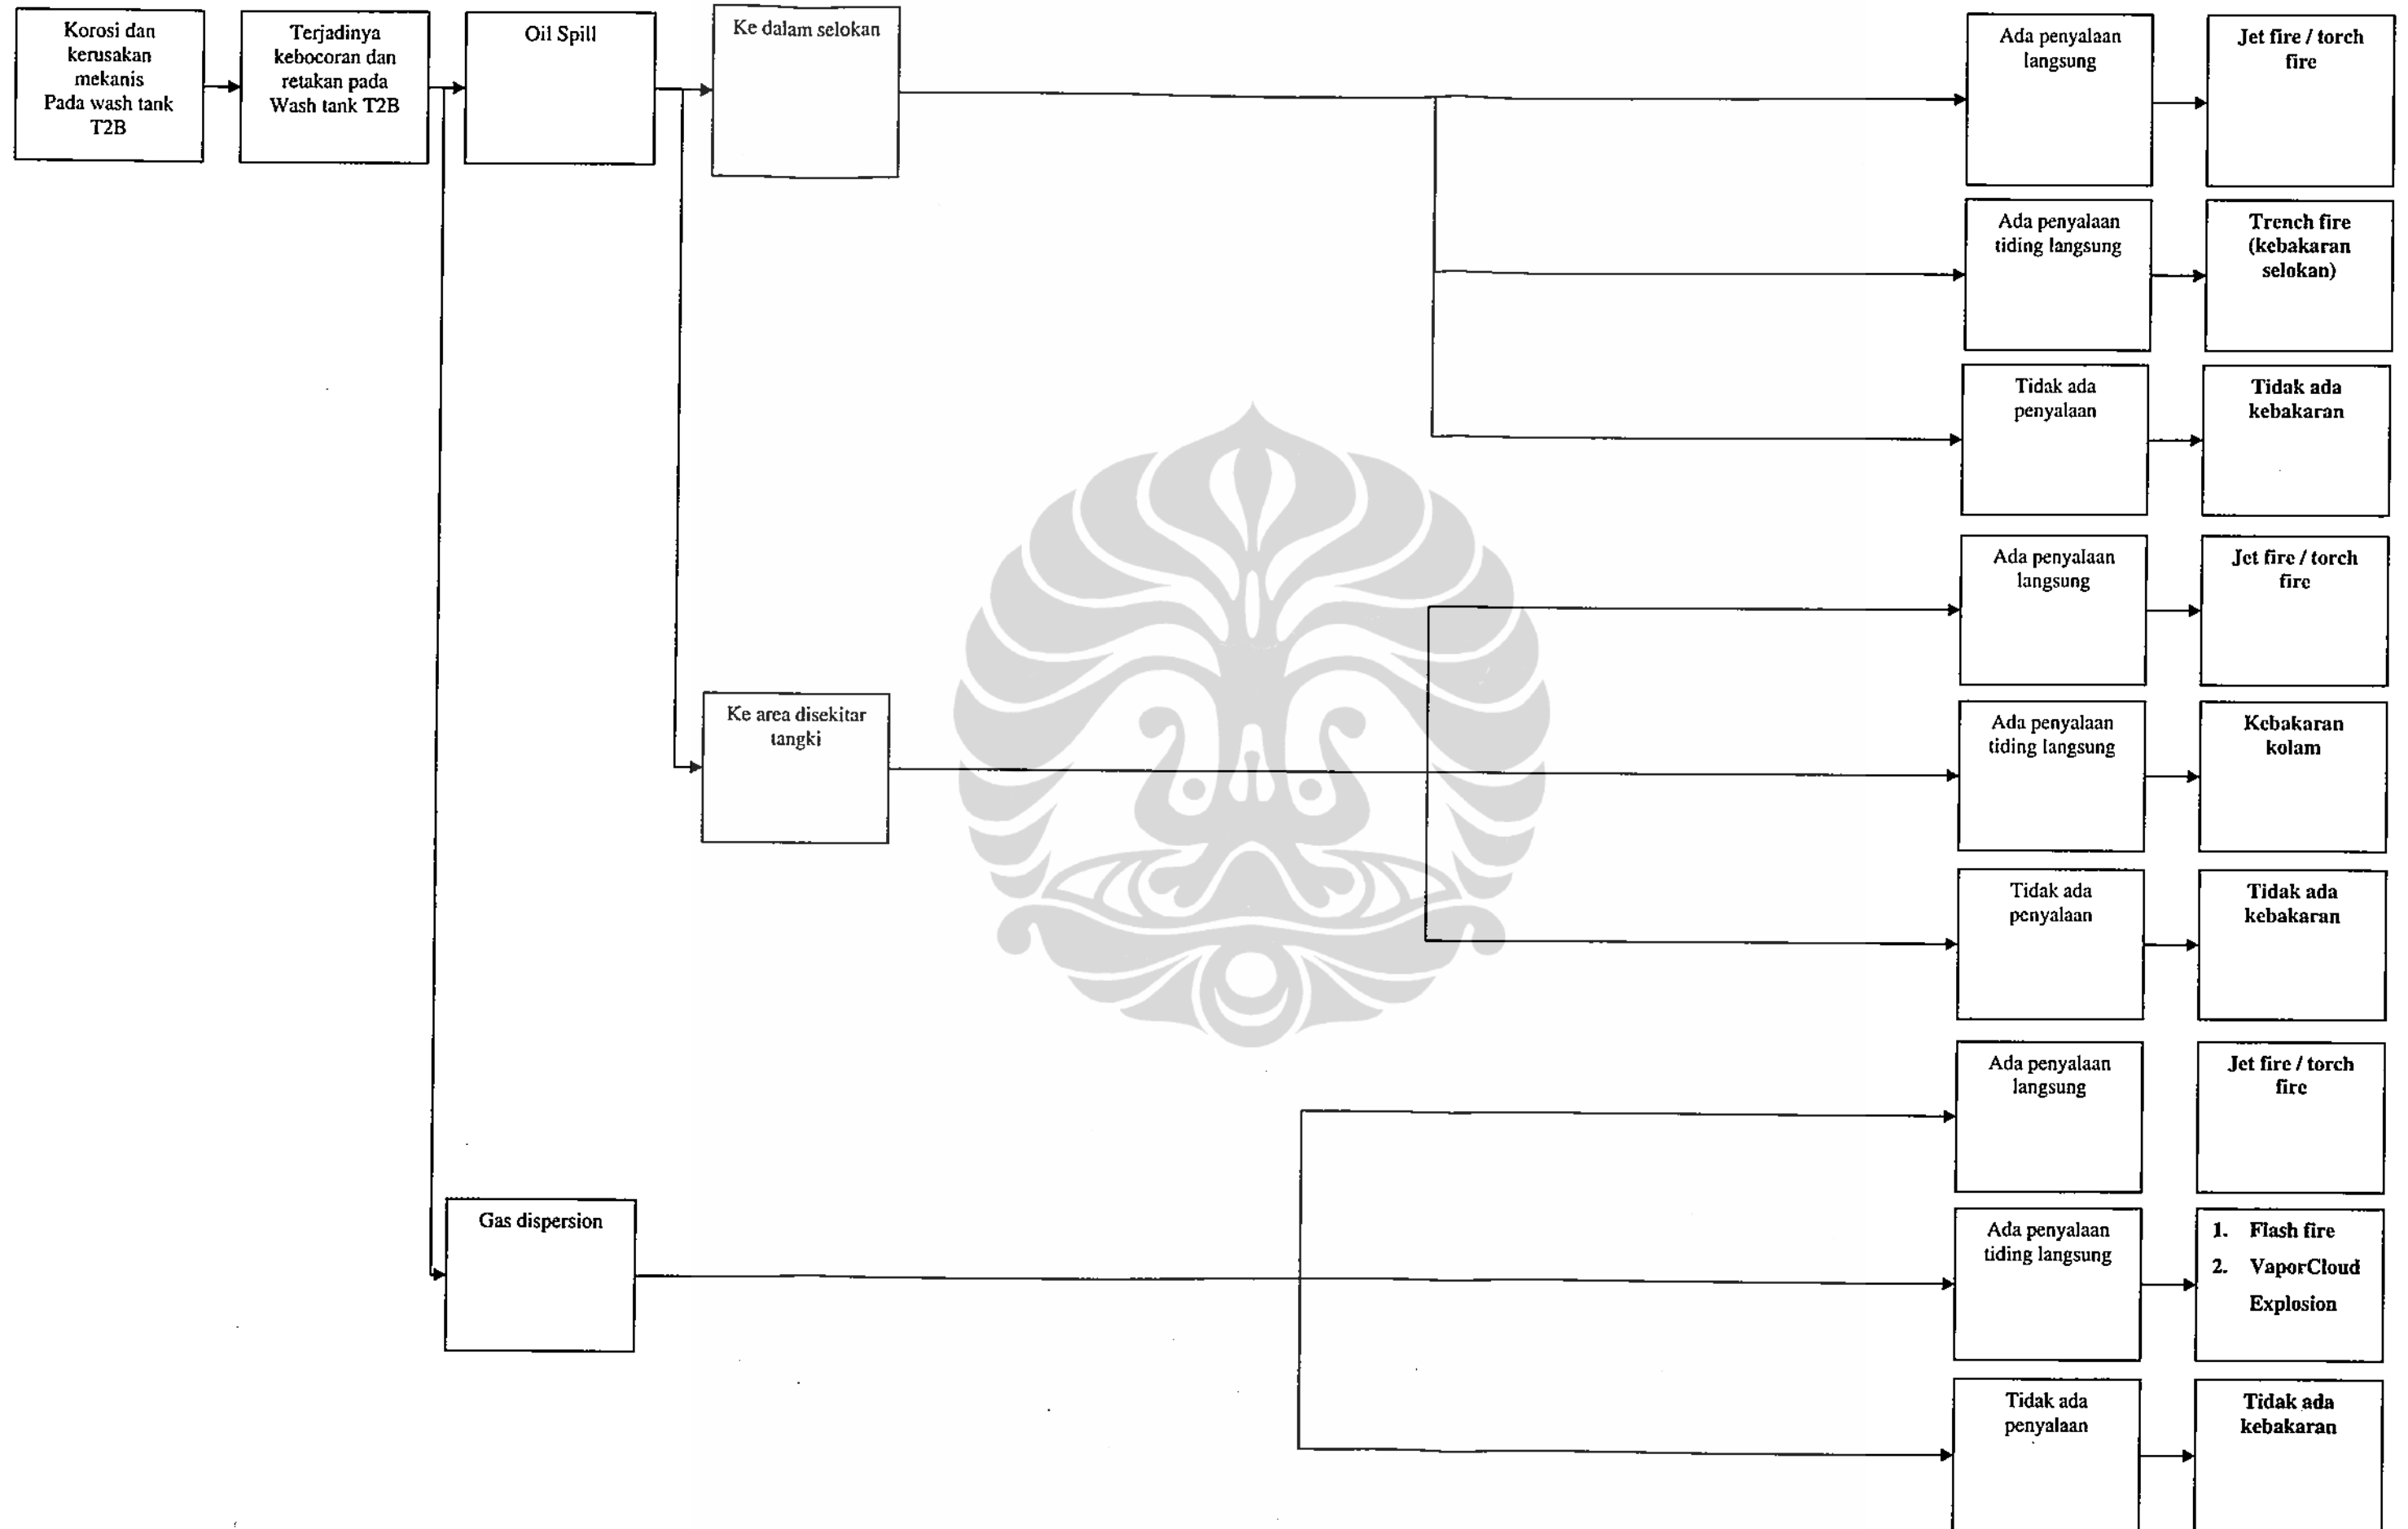 Korosi dan
kerusakan
mekanis
Pada wash tank
T2B
Terjadinya
kebocoran dan
retakan pada
Wash tank T2B
Oil Spill
Ke dalam selokan
Ada penyalaan
langsung
Jet fire / torch
fire
Ada penyalaan
tiding langsung
Trench fire
(kebakaran
selokan)
Tidak ada
penyalaan
Tidak ada
kebakaran
Ada penyalaan
langsung
Jet fire / torch
fire
Ke area disekitar
tangki
Ada penyalaan
tiding langsung
Kebakaran
kolam
Tidak ada
penyalaan
Tidak ada
kebakaran
Ada penyalaan
langsung
Jet fire / torch
fire
Gas dispersion
Ada penyalaan
tiding langsung
1. Flash fire
2. VaporCloud
Explosion
Tidak ada
penyalaan
Tidak ada
kebakaran